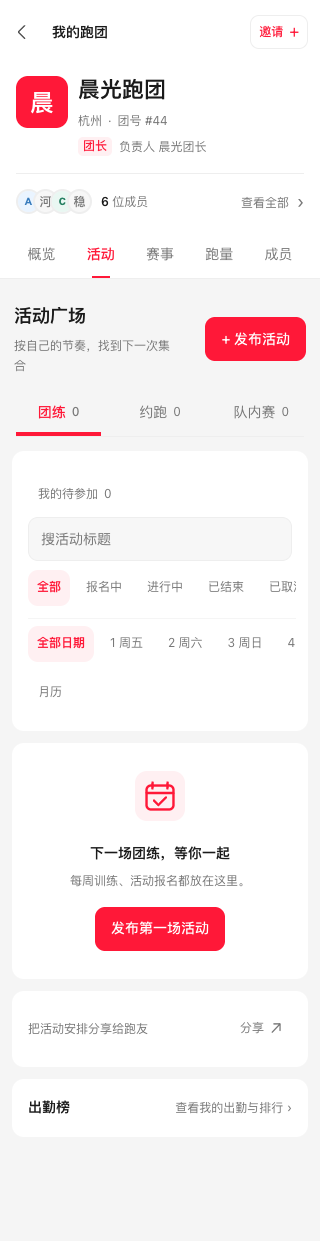 我的跑团
邀请 +
晨
晨光跑团
杭州 · 团号 #44
团长 负责人 晨光团长
A 河 C 稳 6 位成员 查看全部 ›
概览 活动 赛事 跑量 成员
活动广场
按自己的节奏，找到下一次集
合
+ 发布活动
团练 0 约跑 0 队内赛 0
我的待参加 0
搜活动标题
全部 报名中 进行中 已结束 已取
全部日期 1 周五 2 周六 3 周日 4
月历
下一场团练，等你一起
每周训练、活动报名都放在这里。
发布第一场活动
把活动安排分享给跑友 分享
出勤榜 查看我的出勤与排行 ›